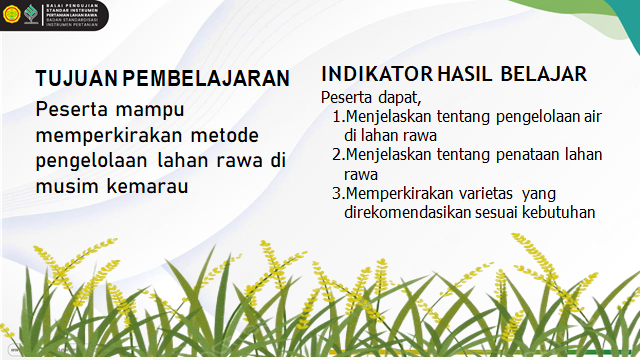 BALAI PENGUJIAN
STANDAR INSTRUMEN
PERTANIAN LAHAN RAWA
BADAN STANDARDISASI
INSTRUMEN PERTANIAN
TUJUAN PEMBELAJARAN
Peserta mampu
memperkirakan metode
pengelolaan lahan rawa di
musim kemarau
INDIKATOR HASIL BELAJAR
Peserta dapat,
1.Menjelaskan tentang pengelolaan air
di lahan rawa
2.Menjelaskan tentang penataan lahan
rawa
3.Memperkirakan varietas yang
direkomendasikan sesuai kebutuhan